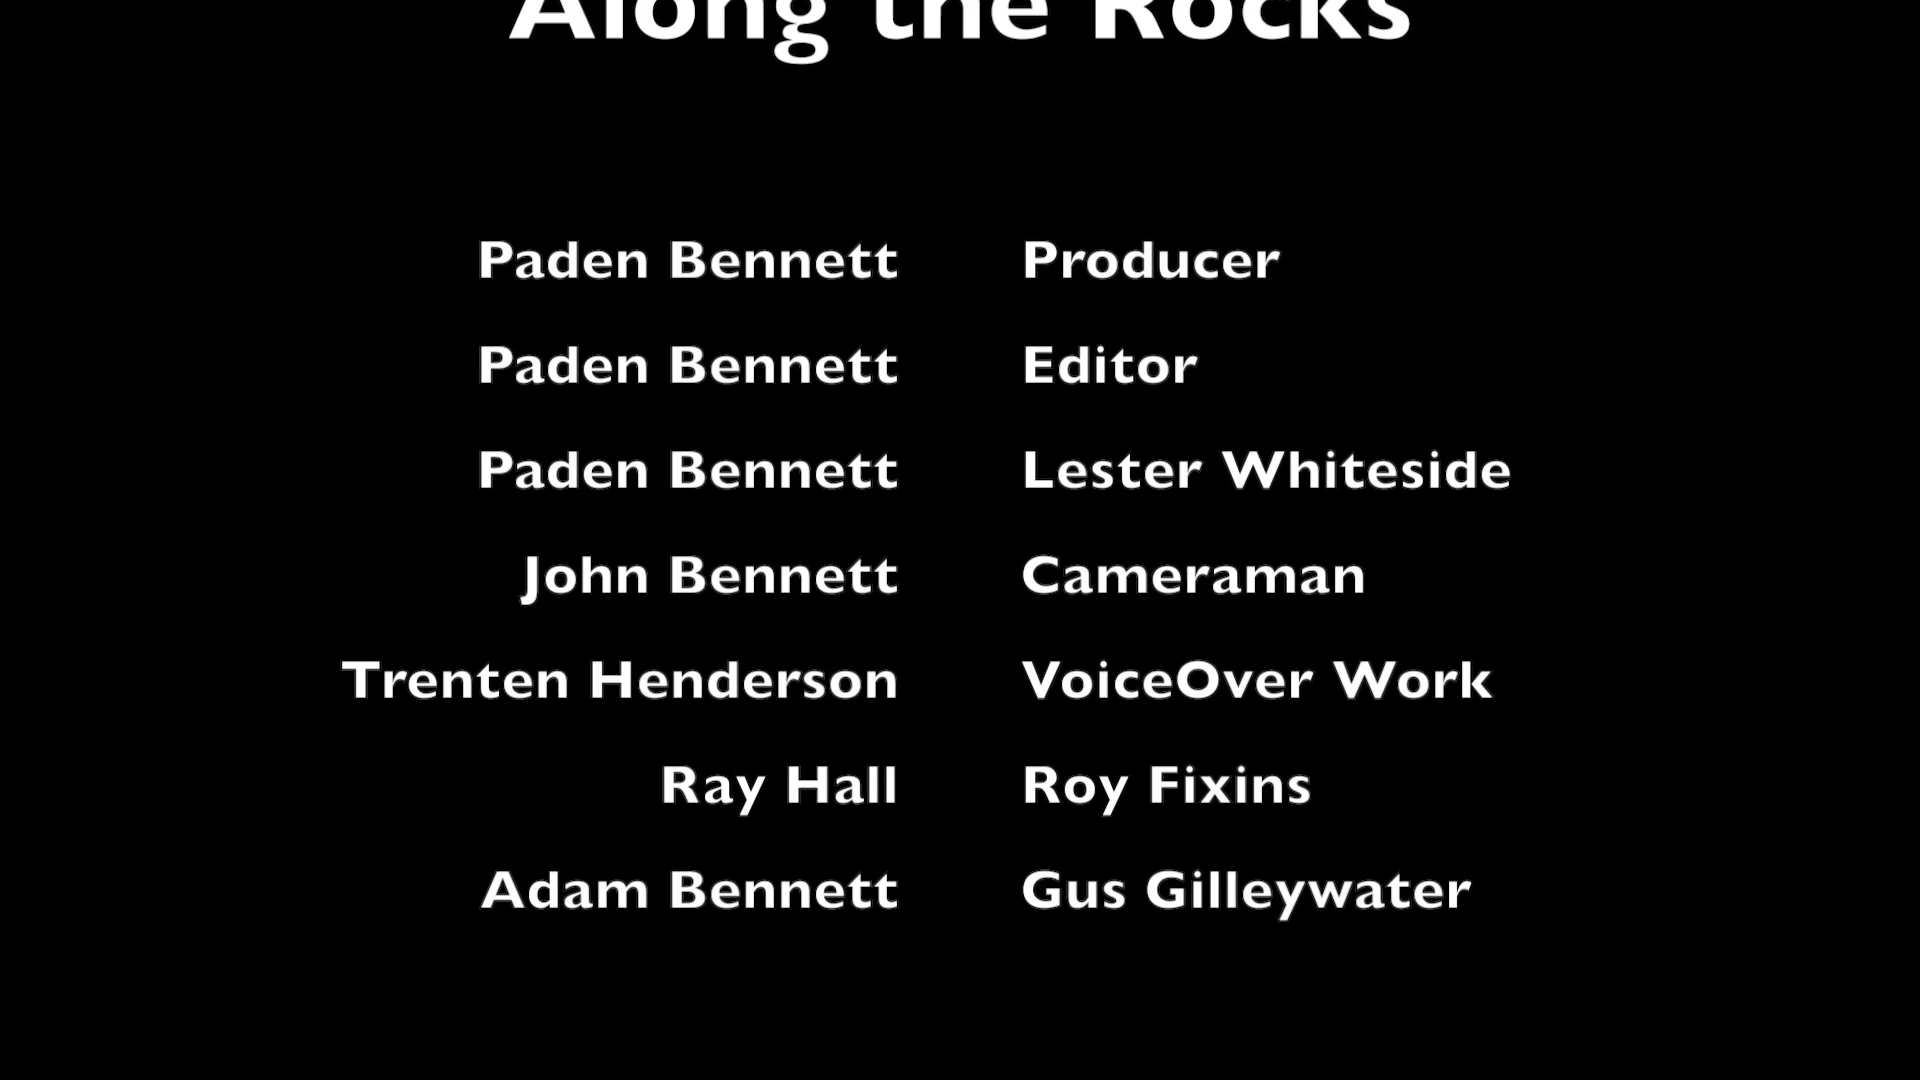 Along the Rocks
Paden Bennett Producer
Paden Bennett Editor
Paden Bennett Lester Whiteside
John Bennett Cameraman
Trenten Henderson VoiceOver Work
Ray Hall Roy Fixins
Adam Bennett Gus Gilleywater